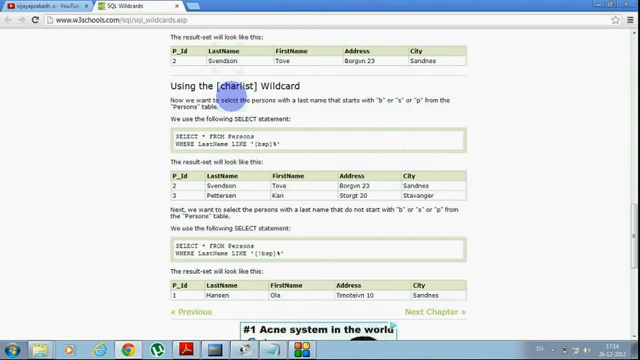 vijayaprakash .s - YouTub
SQL Wildcards
www.w3schools.com/sql/sql_wildcards.asp
The result-set will look like this:
P_Id LastName FirstName Address City
2 Svendson Tove Borgvn 23 Sandnes
Using the [charlist] Wildcard
Now we want to select the persons with a last name that starts with "b" or "s" or "p" from the
"Persons" table.
We use the following SELECT statement:
SELECT * FROM Persons
WHERE LastName LIKE '[bsp]%'
The result-set will look like this:
P_Id LastName FirstName Address City
2 Svendson Tove Borgvn 23 Sandnes
3 Pettersen Kari Storgt 20 Stavanger
Next, we want to select the persons with a last name that do not start with "b" or "s" or "p" from the
"Persons" table.
We use the following SELECT statement:
SELECT * FROM Persons
WHERE LastName LIKE '[!bsp]%'
The result-set will look like this:
P_Id LastName FirstName Address City
1 Hansen Ola Timoteivn 10 Sandnes
« Previous
Next Chapter »
#1 Acne system in the world
EN
17:14
26-12-2012